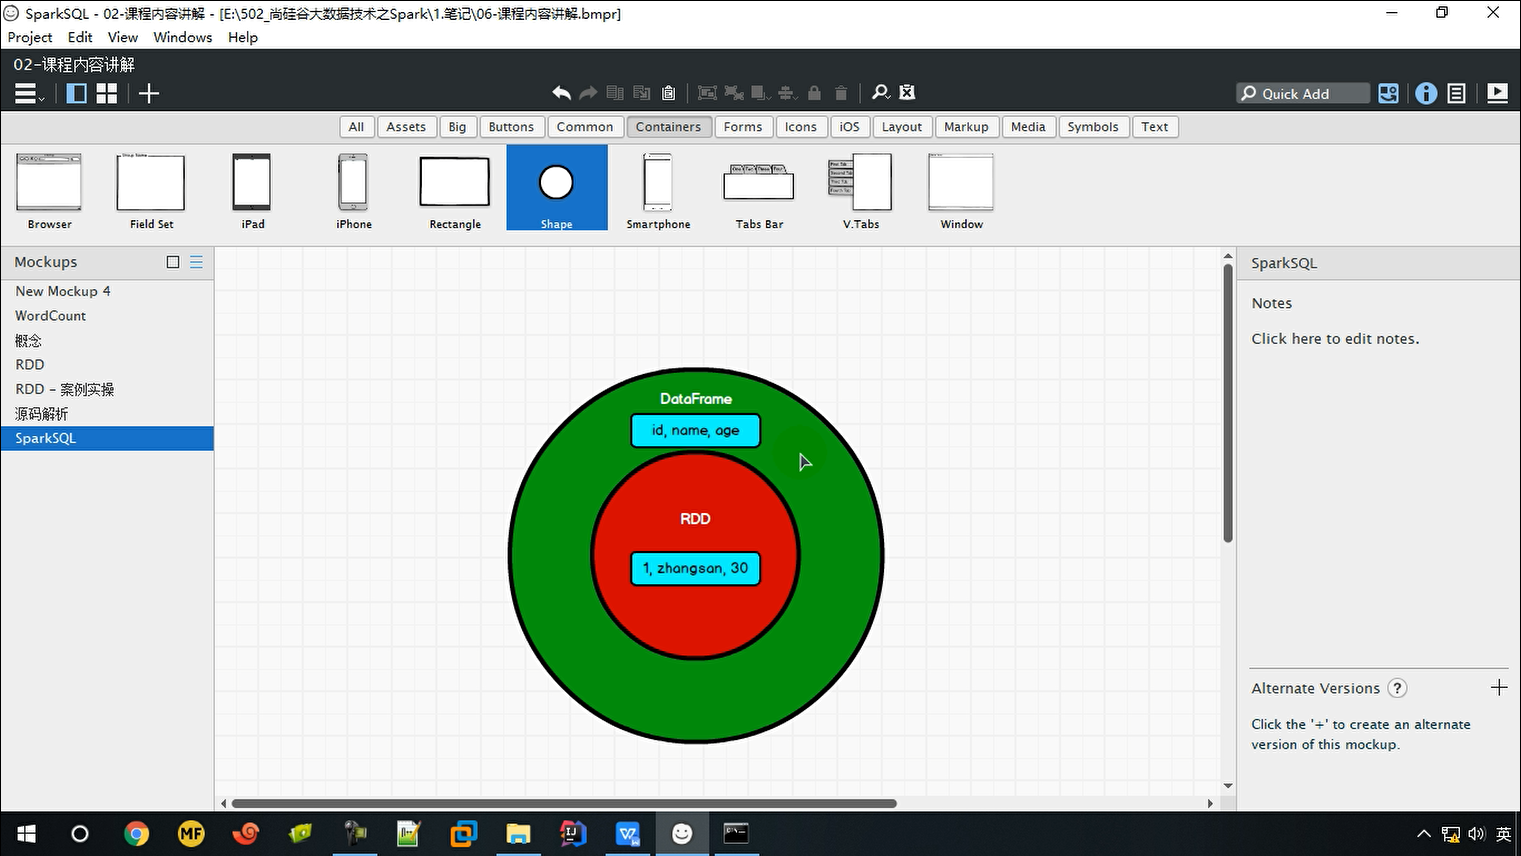 SparkSQL - 02-课程内容讲解 - [E:\502_尚硅谷大数据技术之Spark\1.笔记\06-课程内容讲解.bmpr]
Project Edit View Windows Help
02-课程内容讲解
Quick Add
All Assets Big Buttons Common Containers Forms Icons iOS Layout Markup Media Symbols Text
Browser Field Set iPad iPhone Rectangle Shape Smartphone Tabs Bar V.Tabs Window
Mockups
New Mockup 4
WordCount
概念
RDD
RDD - 案例实操
源码解析
SparkSQL
DataFrame
id, name, age
RDD
1, zhangsan, 30
SparkSQL
Notes
Click here to edit notes.
Alternate Versions ?
Click the '+' to create an alternate
version of this mockup.
MF
英